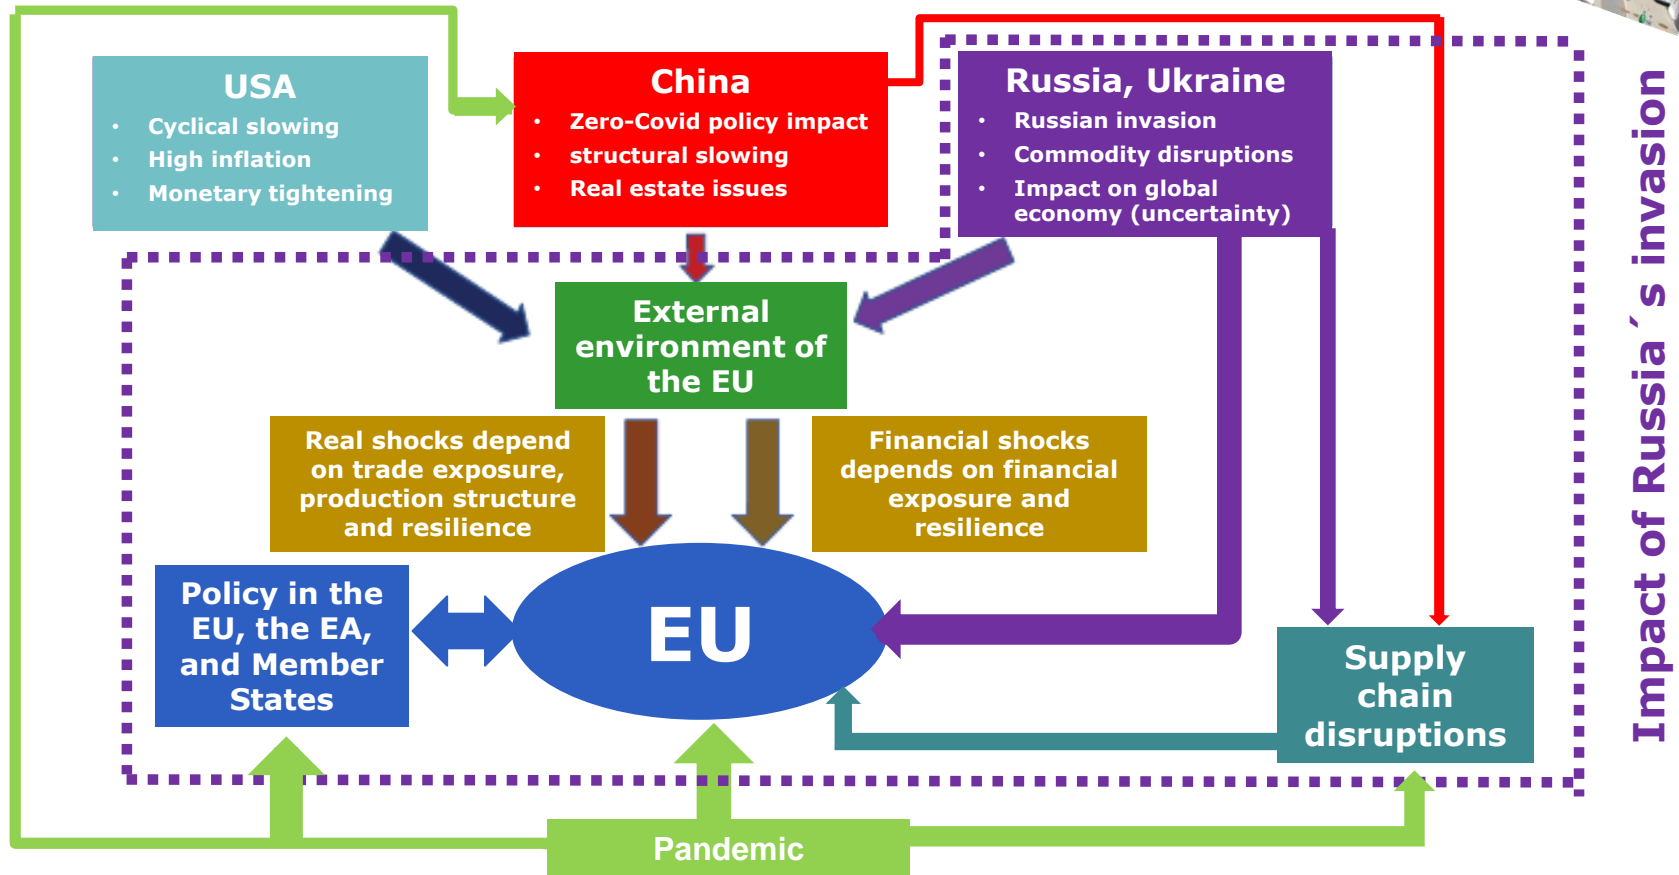 USA
• Cyclical slowing
• High inflation
• Monetary tightening
China
• Zero-Covid policy impact
• structural slowing
• Real estate issues
Russia, Ukraine
• Russian invasion
• Commodity disruptions
• Impact on global
economy (uncertainty)
External
environment of
the EU
Real shocks depend
on trade exposure,
production structure
and resilience
Financial shocks
depends on financial
exposure and
resilience
Policy in the
EU, the EA,
and Member
States
EU
Supply
chain
disruptions
Pandemic
Impact of Russia´s invasion